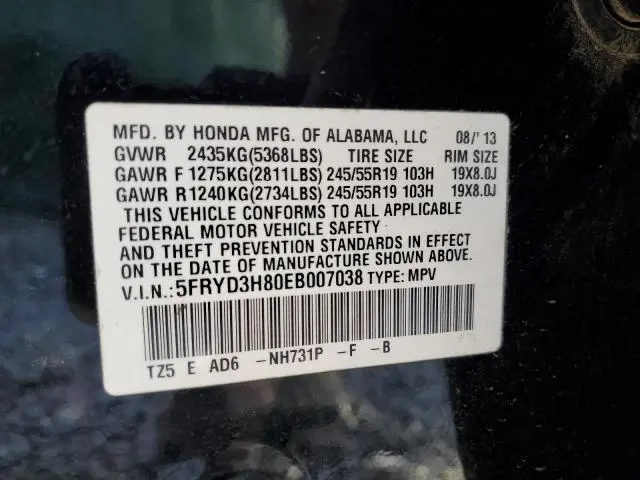 MFD. BY HONDA MFG. OF ALABAMA, LLC 08/'13
GVWR 2435KG(5368LBS) TIRE SIZE RIM SIZE
GAWR F 1275KG(2811LBS) 245/55R19 103H 19X8.0J
GAWR R 1240KG(2734LBS) 245/55R19 103H 19X8.0J
THIS VEHICLE CONFORMS TO ALL APPLICABLE
FEDERAL MOTOR VEHICLE SAFETY
AND THEFT PREVENTION STANDARDS IN EFFECT
ON THE DATE OF MANUFACTURE SHOWN ABOVE.
V.I.N.:5FRYD3H80EB007038 TYPE: MPV
TZ5 E AD6 -NH731P -F -B